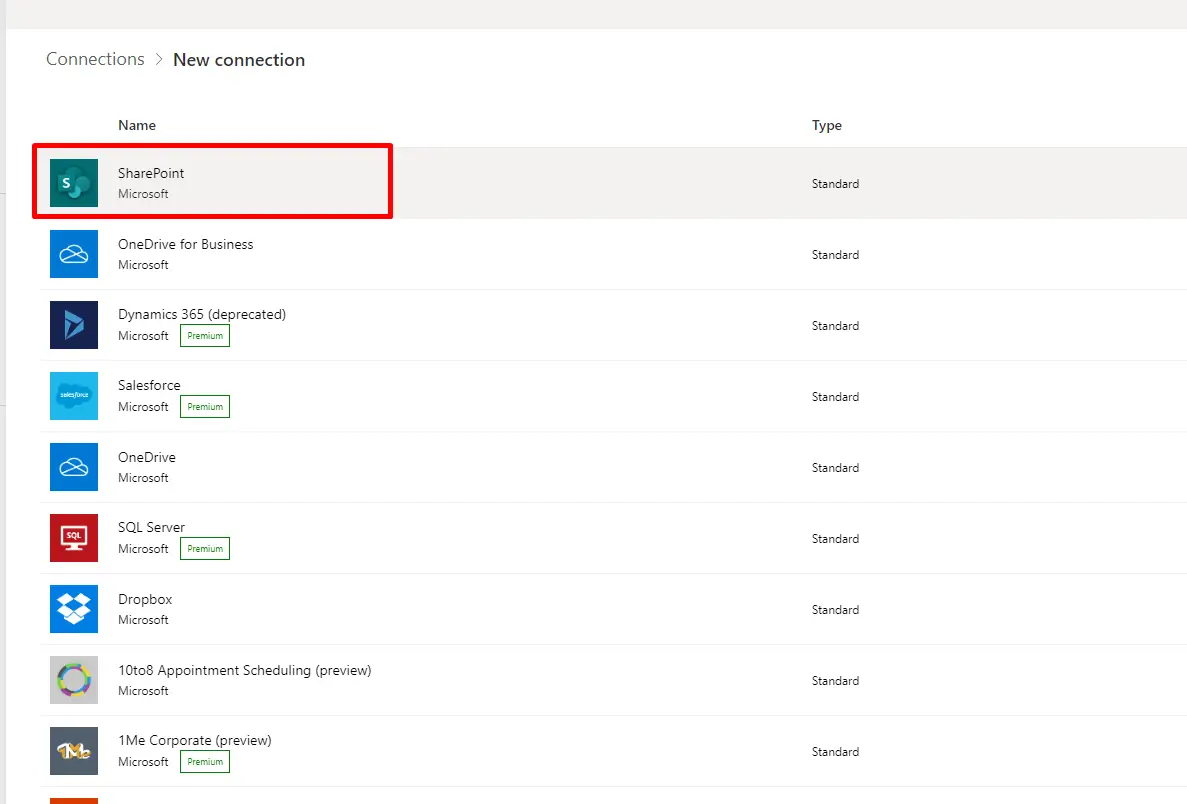 Connections > New connection
Name Type
SharePoint
Microsoft
Standard
OneDrive for Business
Microsoft
Standard
Dynamics 365 (deprecated)
Microsoft Premium
Standard
salesforce
Salesforce
Microsoft Premium
Standard
OneDrive
Microsoft
Standard
SQL
SQL Server
Microsoft Premium
Standard
Dropbox
Microsoft
Standard
10to8 Appointment Scheduling (preview)
Microsoft
Standard
1Me
1Me Corporate (preview)
Microsoft Premium
Standard